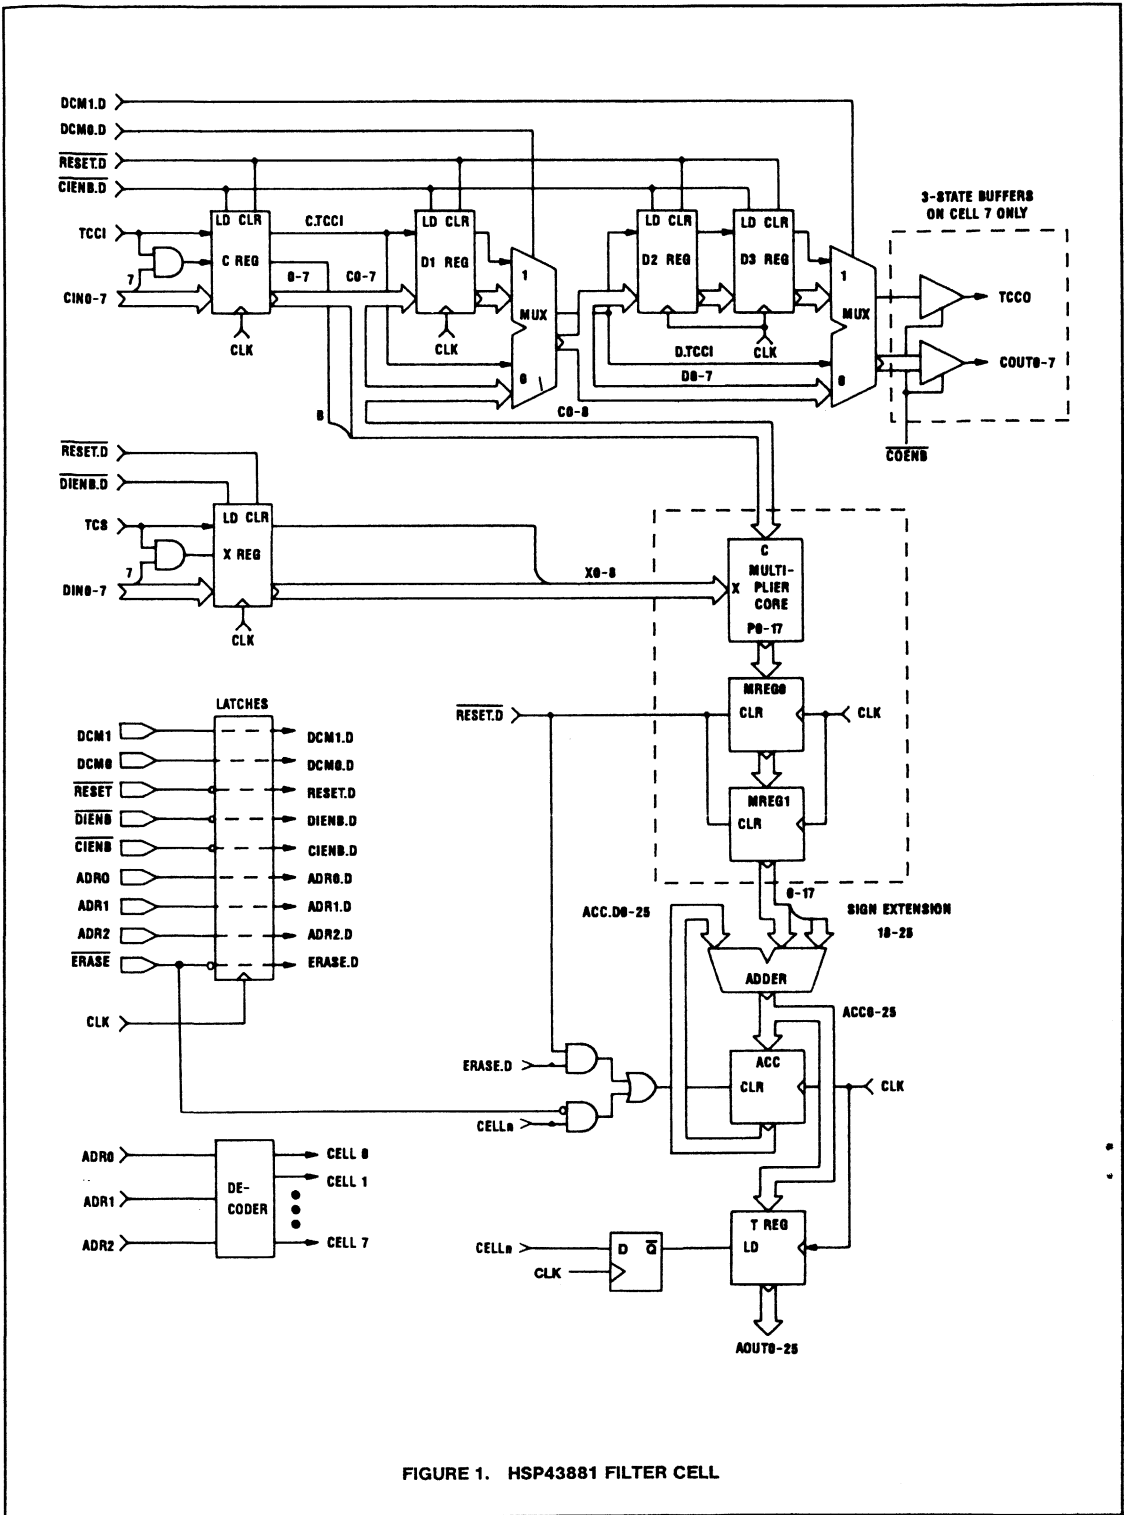 DCM1.D
DCM0.D
RESET.D
CIENB.D
3-STATE BUFFERS
ON CELL 7 ONLY
LD CLR
LD CLR
LD CLR
LD CLR
TCCI
C.TCCI
C REG
D1 REG
D2 REG
D3 REG
7
0-7
C0-7
1
1
CIN0-7
TCCO
MUX
MUX
CLK
CLK
CLK
D.TCCI
COUT0-7
0
D0-7
0
C0-8
8
COENB
RESET.D
DIENB.D
TCS
LD CLR
X REG
7
X0-8
DIN0-7
CLK
C
X
MULTI-
PLIER
CORE
P0-17
MREG0
RESET.D
CLR
CLK
MREG1
CLR
LATCHES
DCM1
DCM1.D
DCM0
DCM0.D
RESET
RESET.D
DIENB
DIENB.D
CIENB
CIENB.D
ADR0
ADR0.D
ADR1
ADR1.D
ADR2
ADR2.D
ERASE
ERASE.D
CLK
0-17
ACC.D0-25
SIGN EXTENSION
18-25
ADDER
ACC0-25
ACC
ERASE.D
CLR
CLK
CELLn
ADR0
CELL 0
DE-
CODER
CELL 1
ADR1
ADR2
CELL 7
T REG
CELLn
D Q
LD
CLK
AOUT0-25
FIGURE 1. HSP43881 FILTER CELL